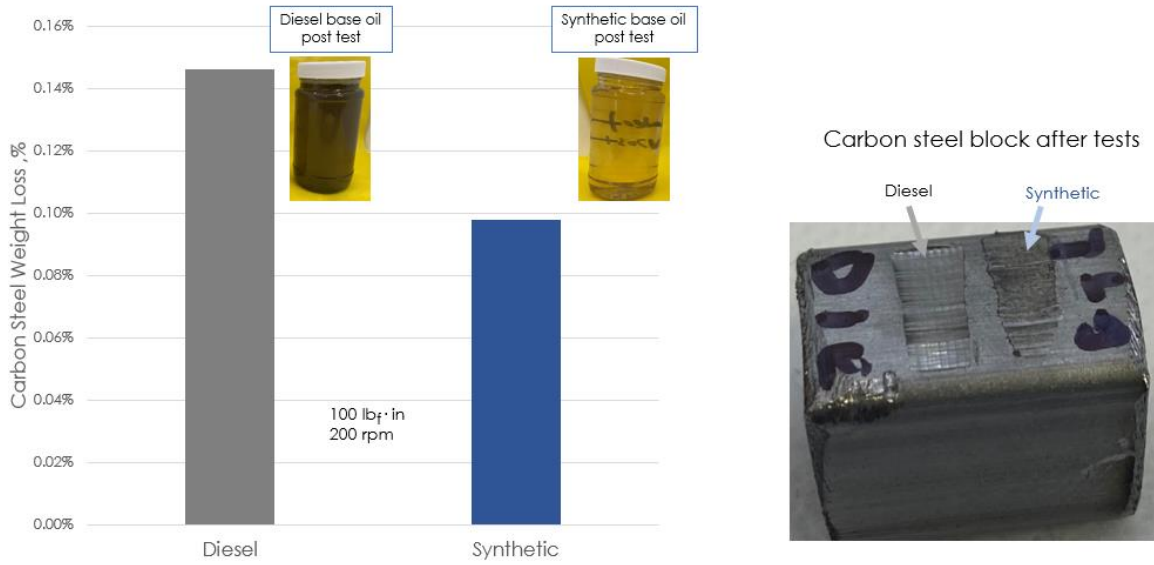 0.16%
0.14%
0.12%
0.10%
0.08%
0.06%
0.04%
0.02%
0.00%
Carbon Steel Weight Loss ,%
Diesel base oil
post test
Synthetic base oil
post test
100 lbf· in
200 rpm
Diesel
Synthetic
Carbon steel block after tests
Diesel
Synthetic